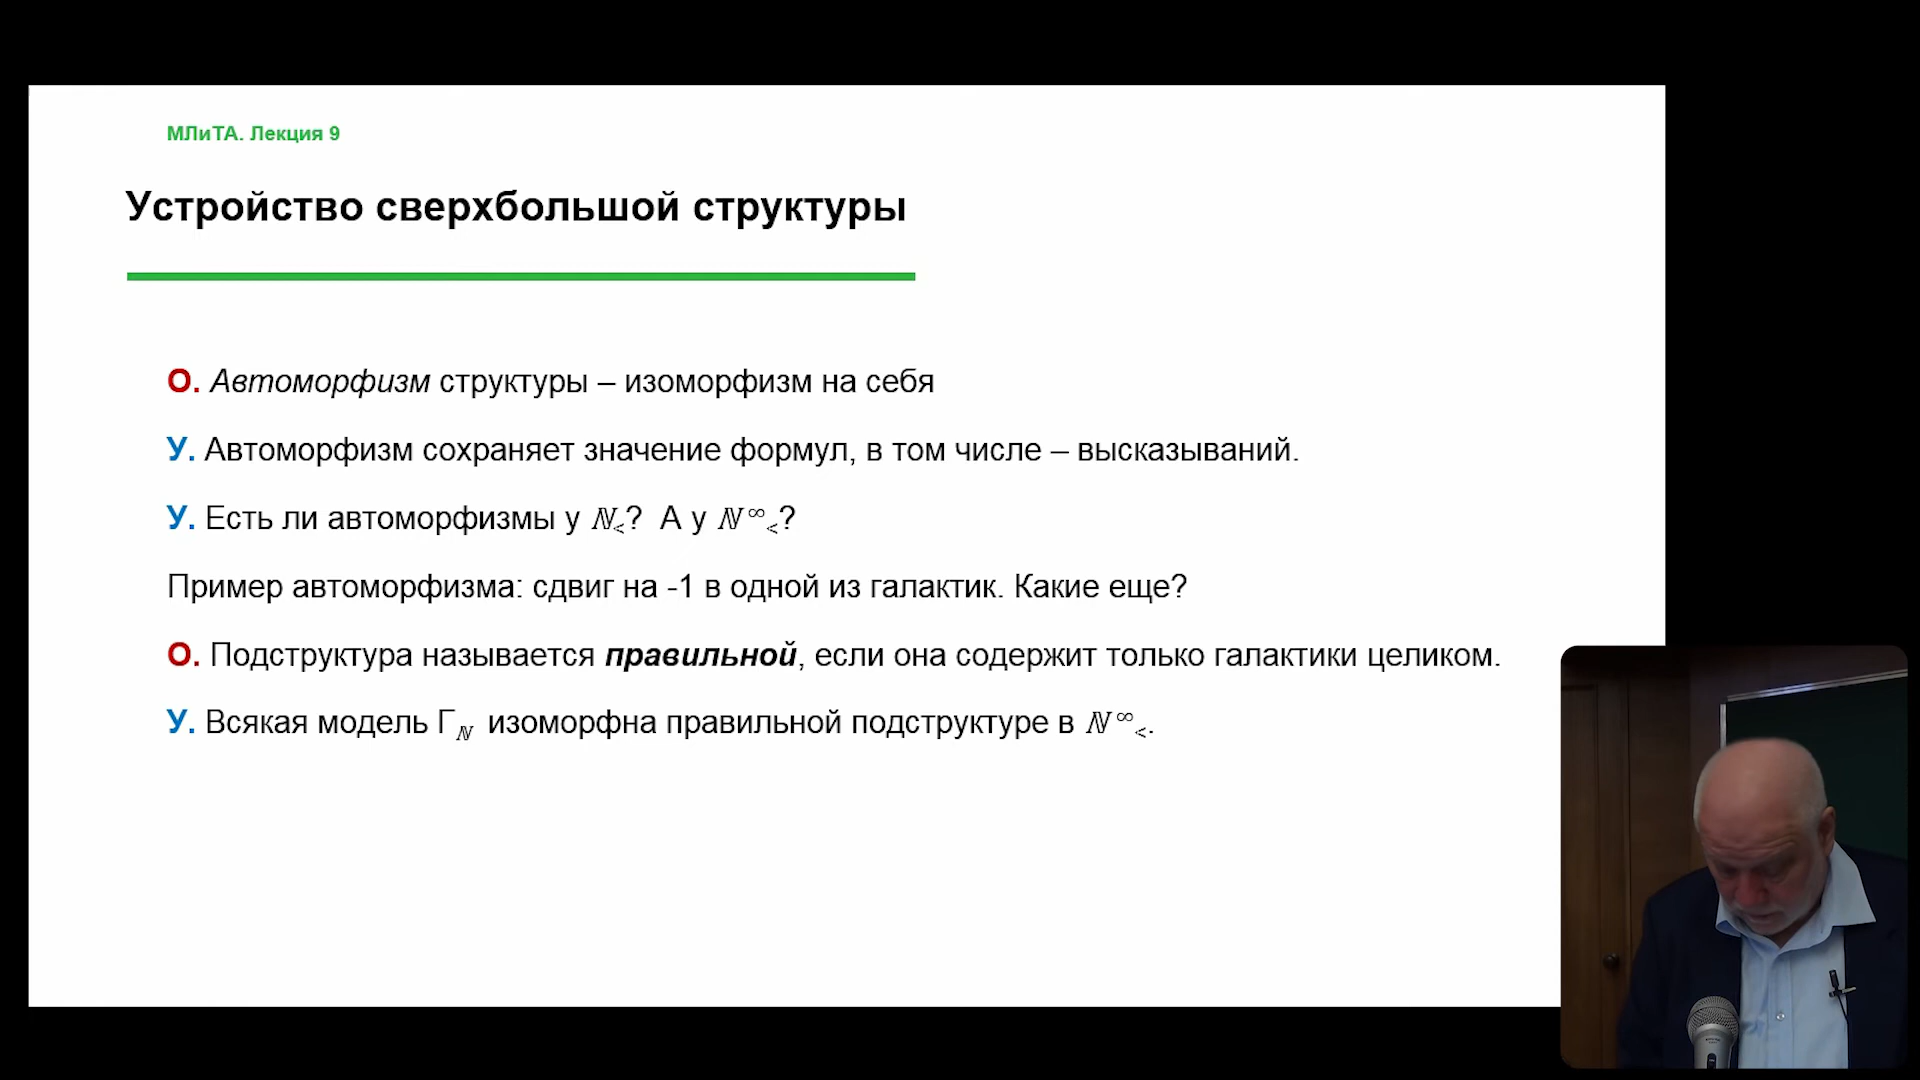 МЛиТА. Лекция 9
Устройство сверхбольшой структуры
О. Автоморфизм структуры – изоморфизм на себя
У. Автоморфизм сохраняет значение формул, в том числе – высказываний.
У. Есть ли автоморфизмы у ℕ<? А у ℕ∞<?
Пример автоморфизма: сдвиг на -1 в одной из галактик. Какие еще?
О. Подструктура называется правильной, если она содержит только галактики целиком.
У. Всякая модель Гℕ изоморфна правильной подструктуре в ℕ∞<.